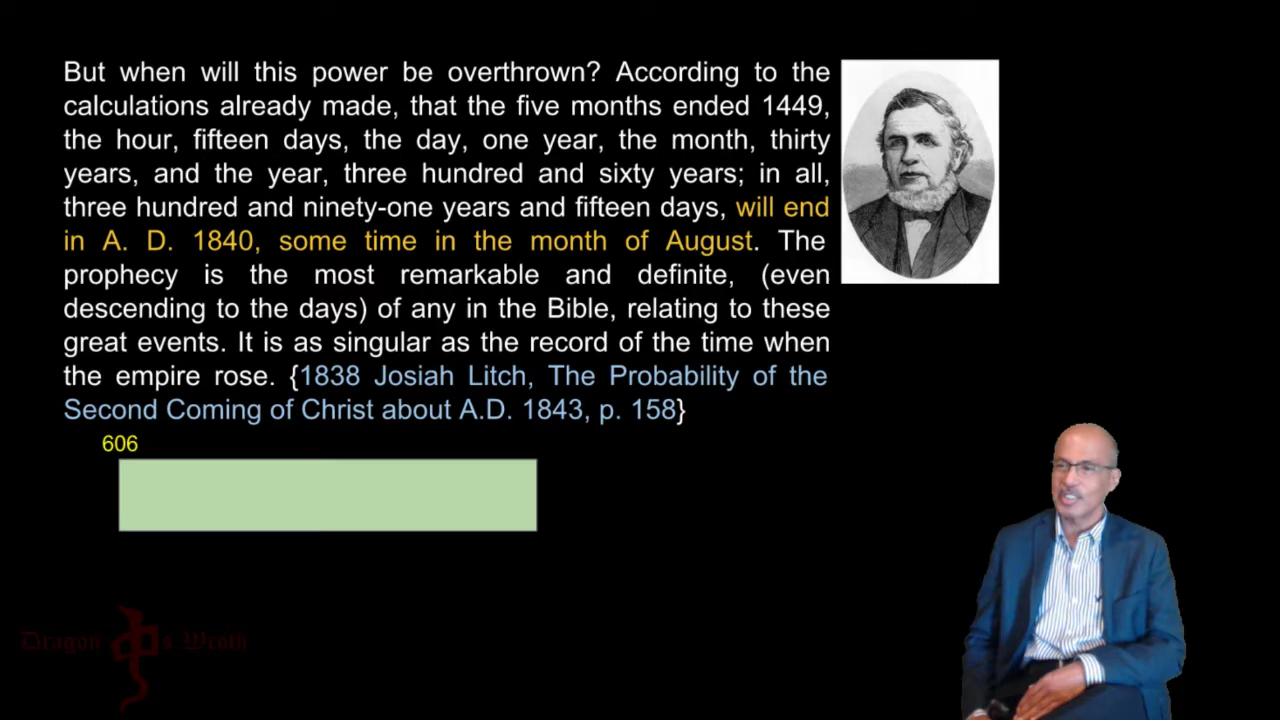 But when will this power be overthrown? According to the
calculations already made, that the five months ended 1449,
the hour, fifteen days, the day, one year, the month, thirty
years, and the year, three hundred and sixty years; in all,
three hundred and ninety-one years and fifteen days, will end
in A. D. 1840, some time in the month of August. The
prophecy is the most remarkable and definite, (even
descending to the days) of any in the Bible, relating to these
great events. It is as singular as the record of the time when
the empire rose. {1838 Josiah Litch, The Probability of the
Second Coming of Christ about A.D. 1843, p. 158}
606
Dragon s Wroth